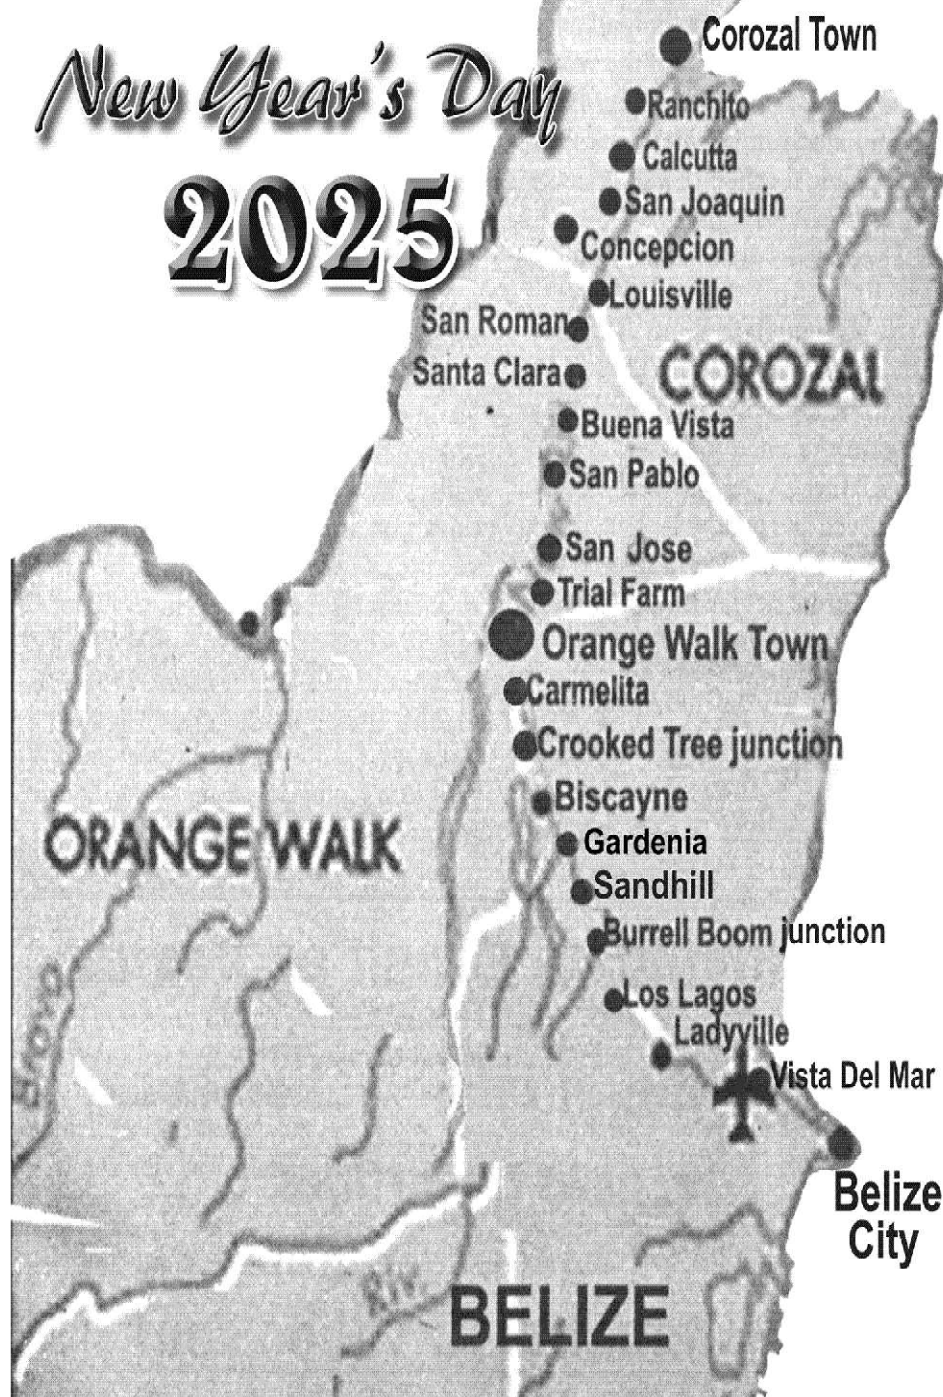 New Year's Day
2025
Corozal Town
Ranchito
Calcutta
San Joaquin
Concepcion
Louisville
San Roman
Santa Clara
COROZAL
Buena Vista
San Pablo
San Jose
Trial Farm
Orange Walk Town
Carmelita
Crooked Tree junction
Biscayne
ORANGE WALK
Gardenia
Sandhill
Burrell Boom junction
Los Lagos
Ladyville
Vista Del Mar
Belize
City
Riv
BELIZE